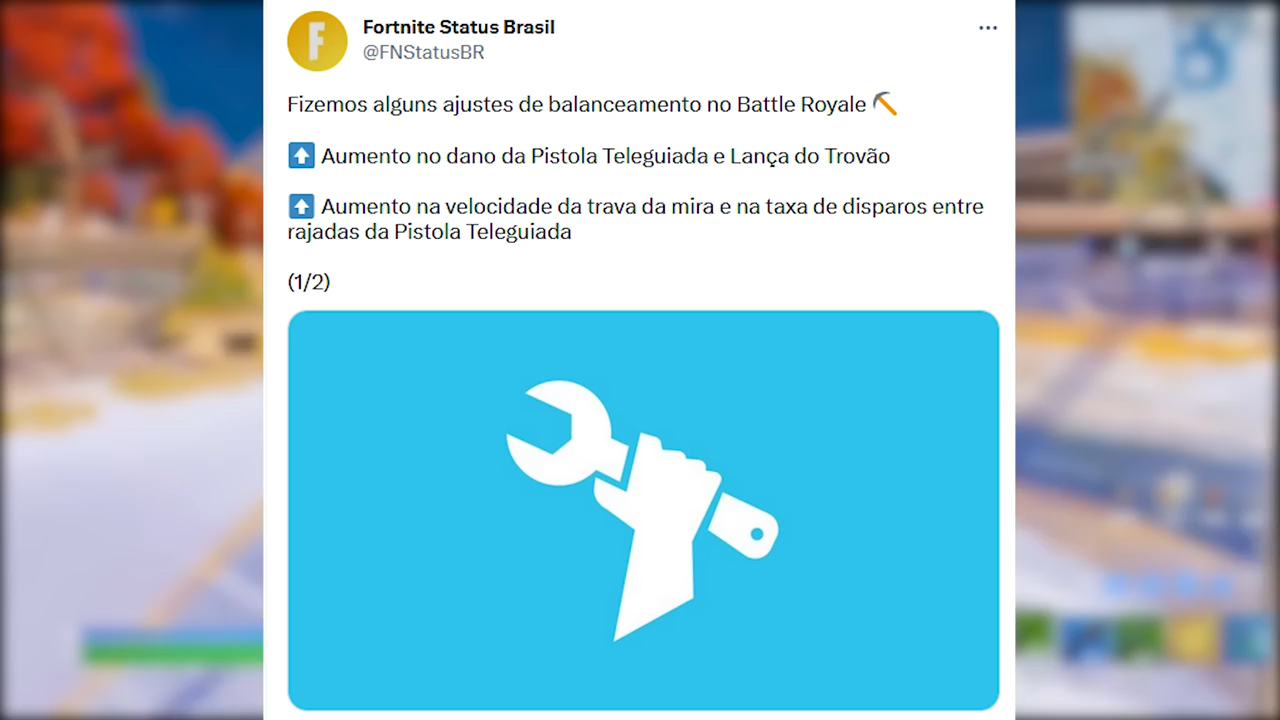 Fortnite Status Brasil
@FNStatusBR
Fizemos alguns ajustes de balanceamento no Battle Royale
Aumento no dano da Pistola Teleguiada e Lança do Trovão
Aumento na velocidade da trava da mira e na taxa de disparos entre
rajadas da Pistola Teleguiada
(1/2)